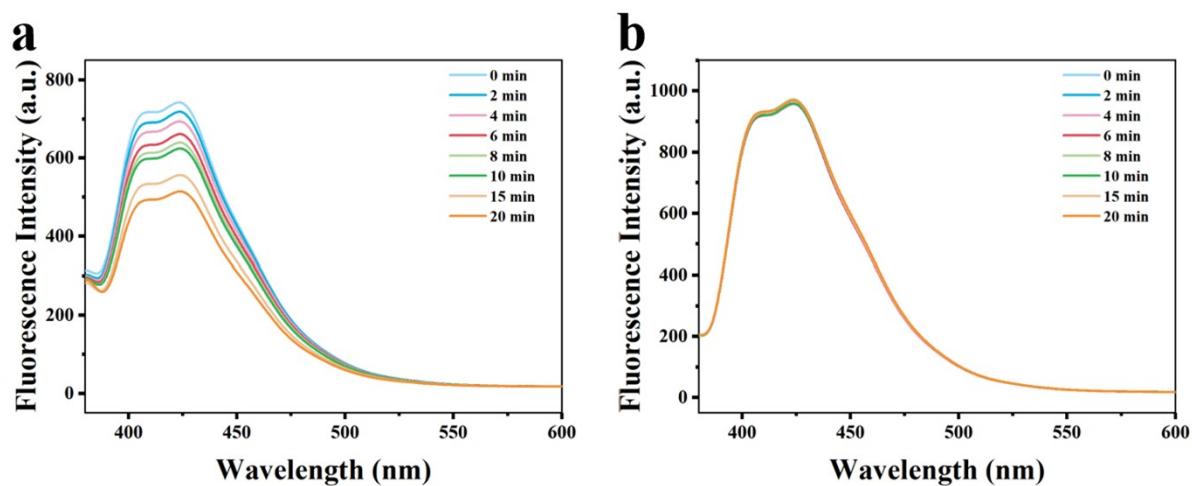 a
Fluorescence Intensity (a.u.)
800
600
400
200
0
0 min
2 min
4 min
6 min
8 min
10 min
15 min
20 min
400
450
500
550
600
Wavelength (nm)
b
Fluorescence Intensity (a.u.)
1000
800
600
400
200
0
0 min
2 min
4 min
6 min
8 min
10 min
15 min
20 min
400
450
500
550
600
Wavelength (nm)